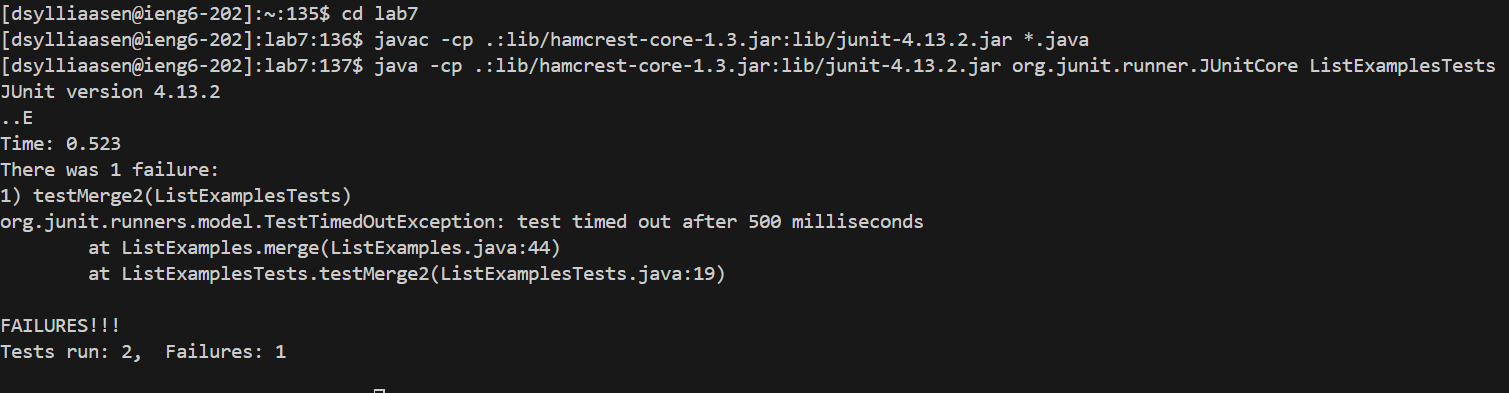 [dsylliaasen@ieng6-202]:~:135$ cd lab7
[dsylliaasen@ieng6-202]:lab7:136$ javac -cp .:lib/hamcrest-core-1.3.jar:lib/junit-4.13.2.jar *.java
[dsylliaasen@ieng6-202]:lab7:137$ java -cp .:lib/hamcrest-core-1.3.jar:lib/junit-4.13.2.jar org.junit.runner.JUnitCore ListExamplesTests
JUnit version 4.13.2
..E
Time: 0.523
There was 1 failure:
1) testMerge2(ListExamplesTests)
org.junit.runners.model.TestTimedOutException: test timed out after 500 milliseconds
        at ListExamples.merge(ListExamples.java:44)
        at ListExamplesTests.testMerge2(ListExamplesTests.java:19)

FAILURES!!!
Tests run: 2,  Failures: 1